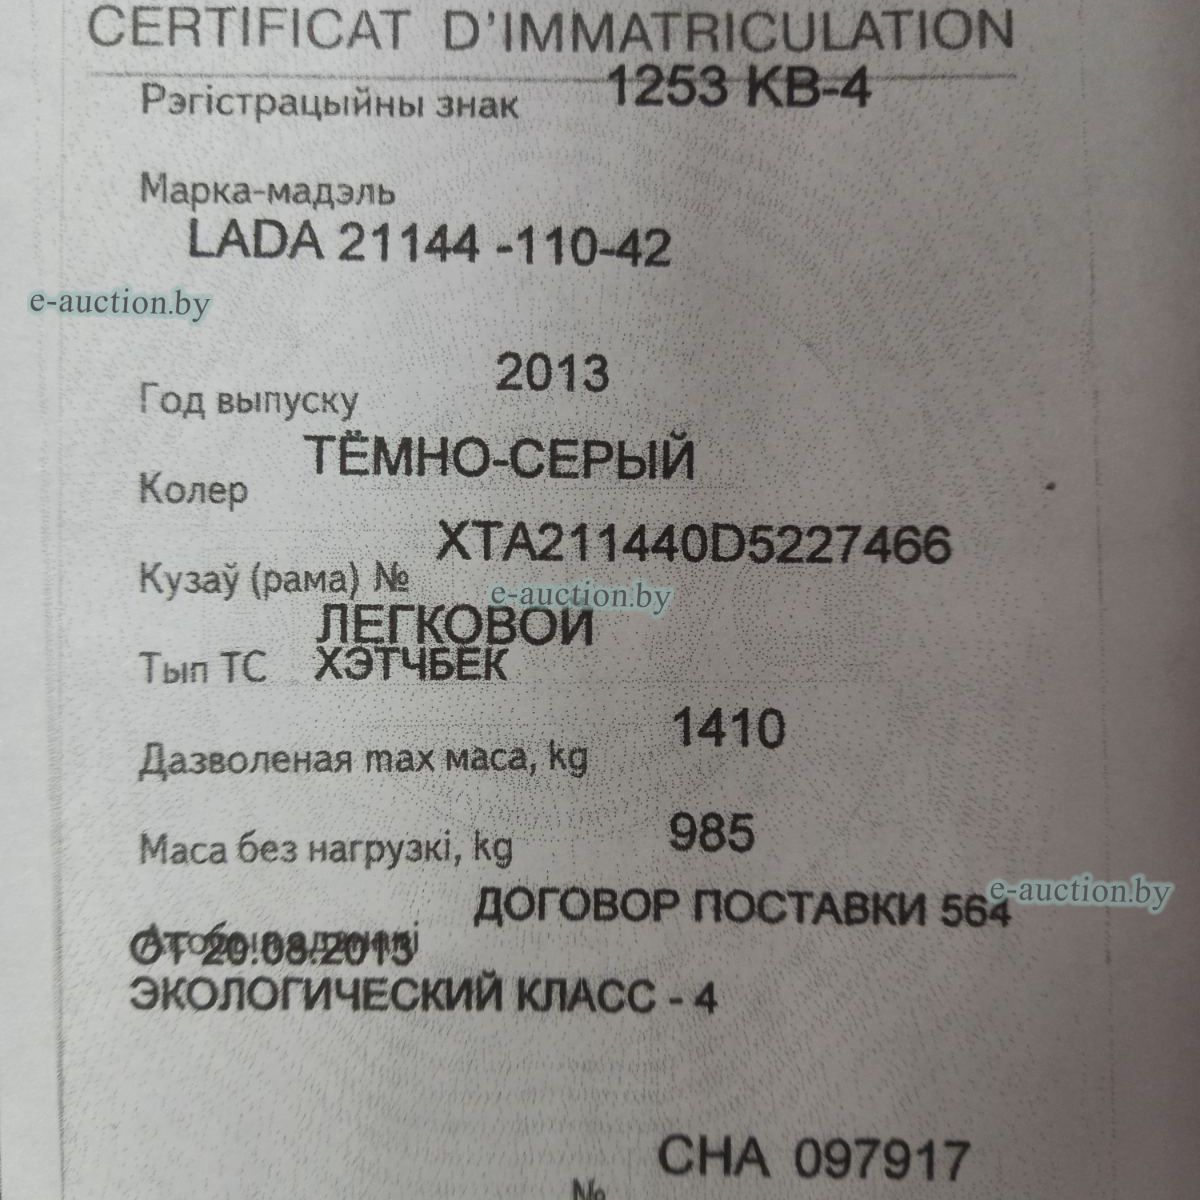 CERTIFICAT D'IMMATRICULATION
Рэгістрацыйны знак 1253 KB-4
Марка-мадэль
LADA 21144 -110-42
e-auction.by
Год выпуску 2013
Колер ТЁМНО-СЕРЫЙ
Кузаў (рама) № XTA211440D5227466
e-auction.by
ЛЕГКОВОЙ
Тып ТС ХЭТЧБЕК
Дазволеная max маса, kg 1410
Маса без нагрузкі, kg 985
e-auction.by
ДОГОВОР ПОСТАВКИ 564
ОТ 20.08.2013
ЭКОЛОГИЧЕСКИЙ КЛАСС - 4
№ CHA 097917